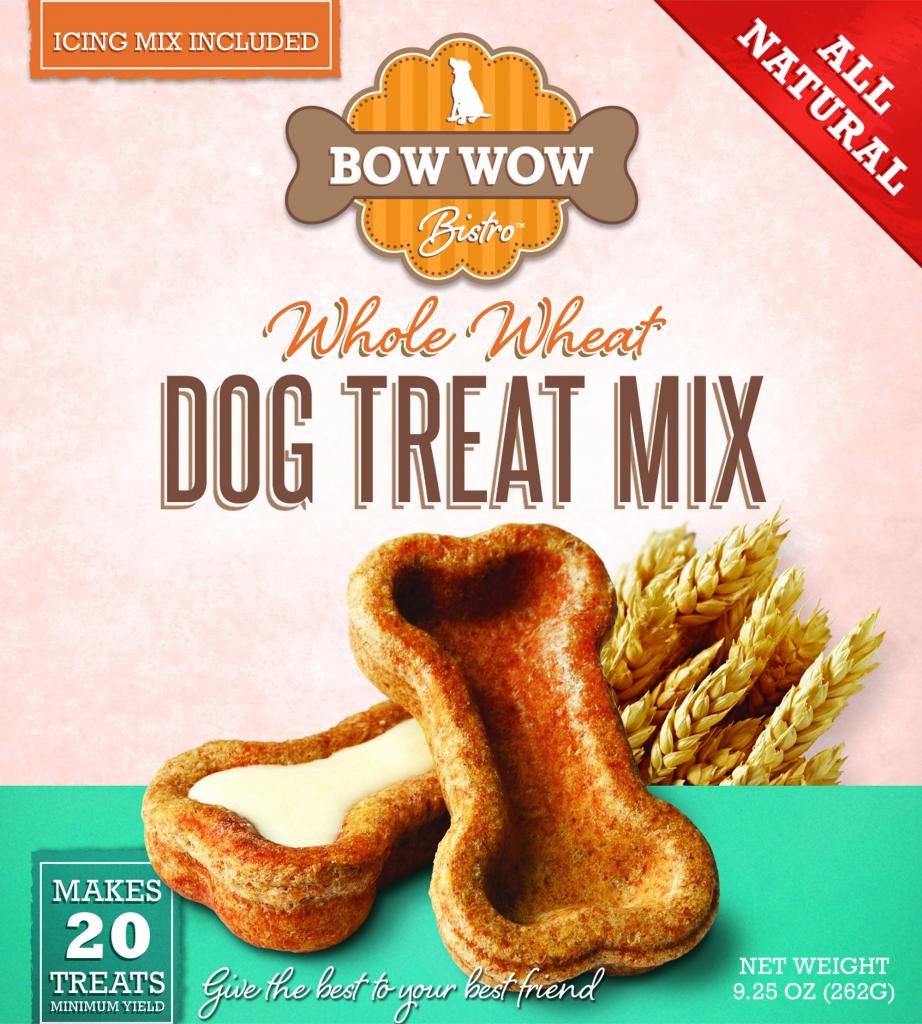 ICING MIX INCLUDED
ALL
NATURAL
BOW WOW
Bistro™
Whole Wheat
DOG TREAT MIX
MAKES
20
TREATS
MINIMUM YIELD
Give the best to your best friend
NET WEIGHT
9.25 OZ (262G)